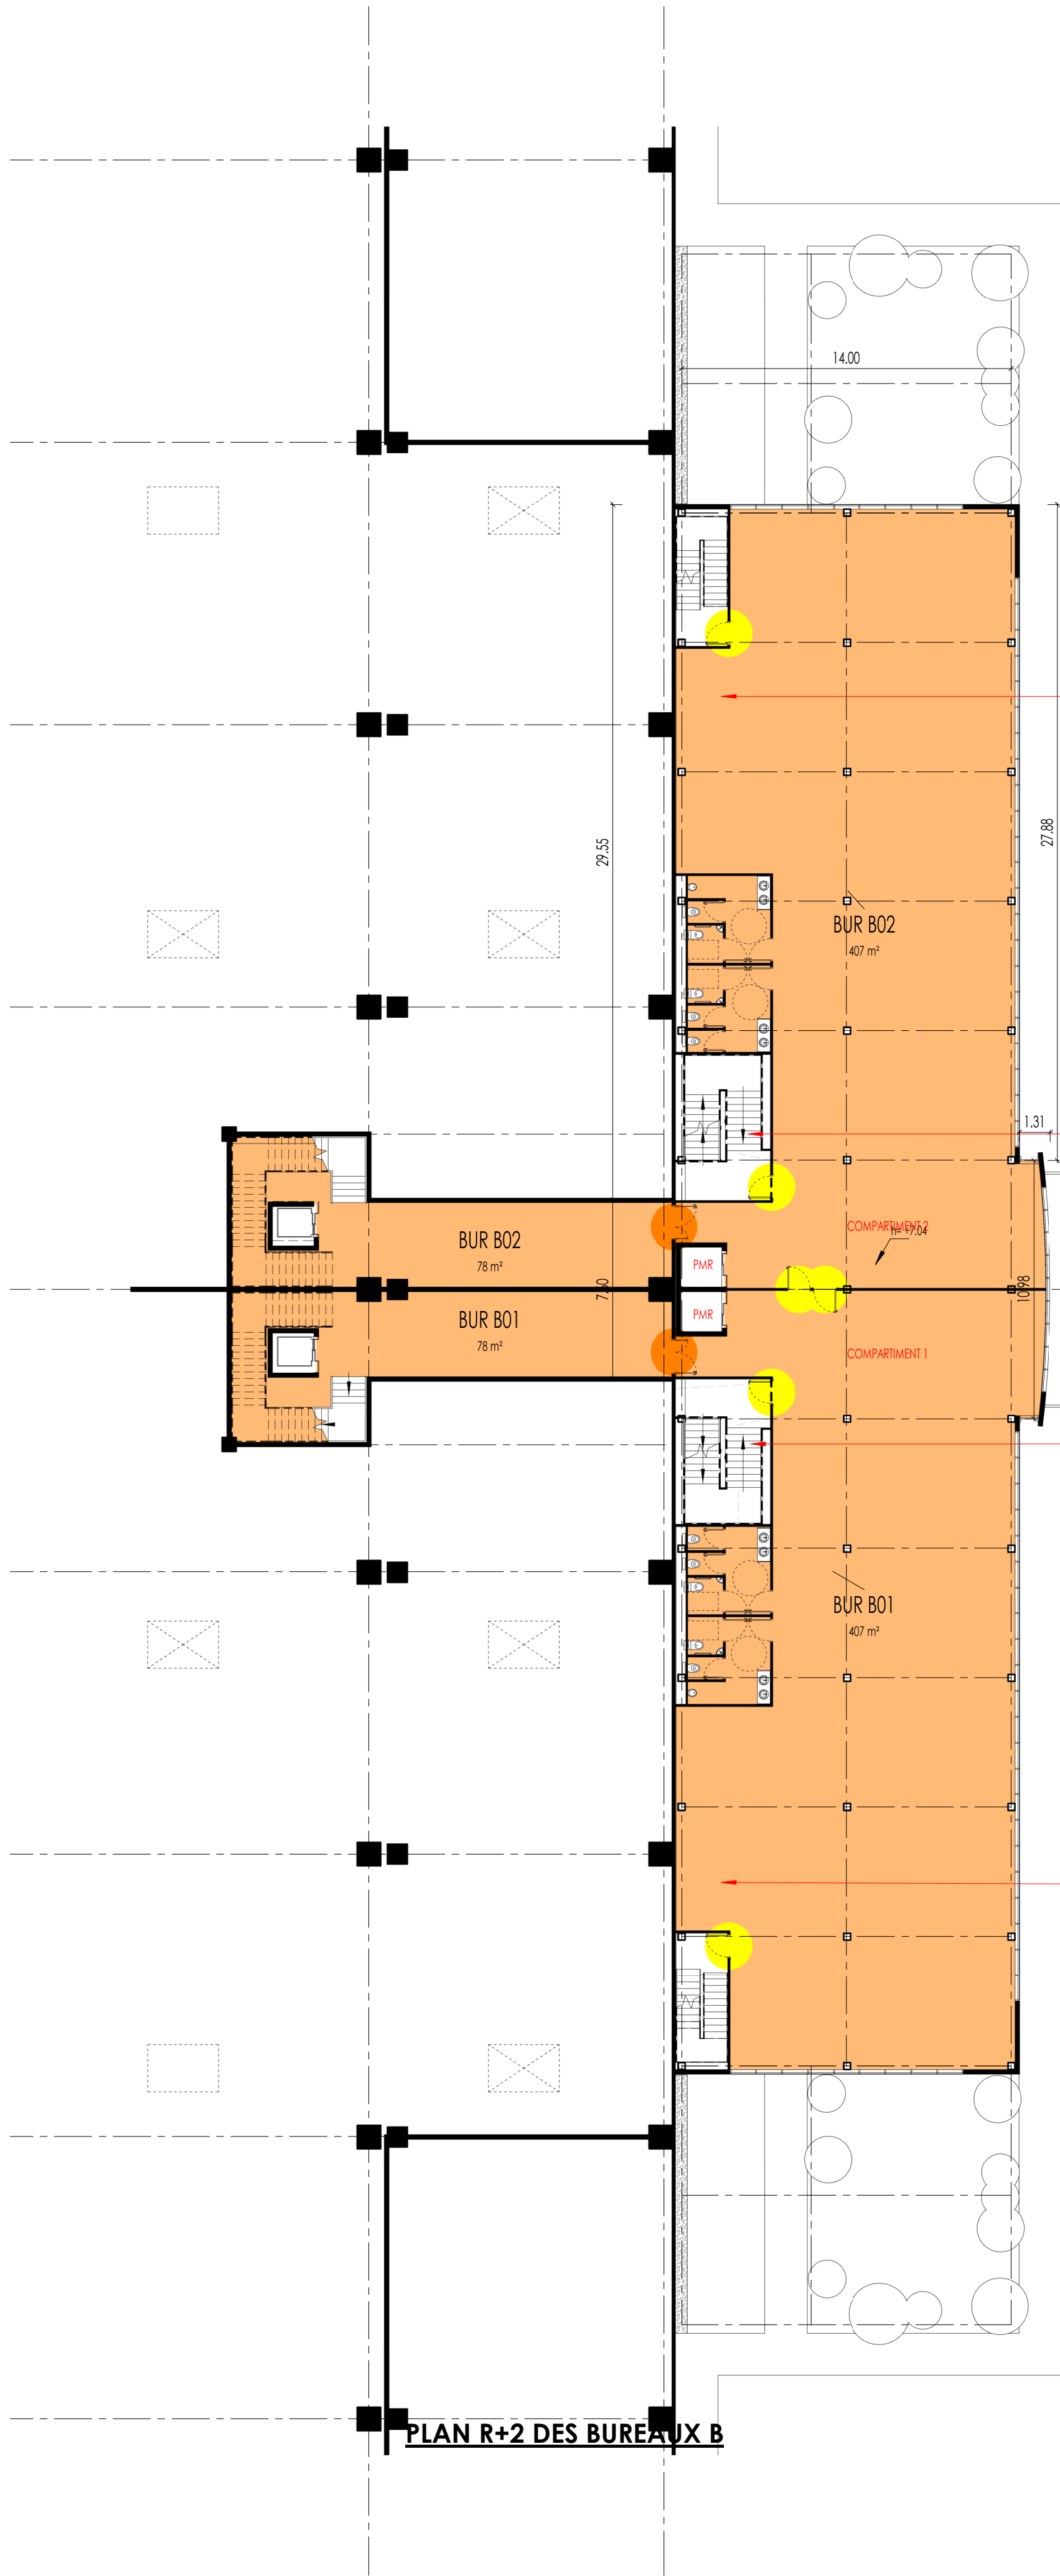 14.00
29.55
27.88
BUR B02
407 m²
1.31
COMPARTIMENT 2
h= +7.04
BUR B02
78 m²
PMR
7.50
10.98
PMR
BUR B01
78 m²
COMPARTIMENT 1
BUR B01
407 m²
PLAN R+2 DES BUREAUX B